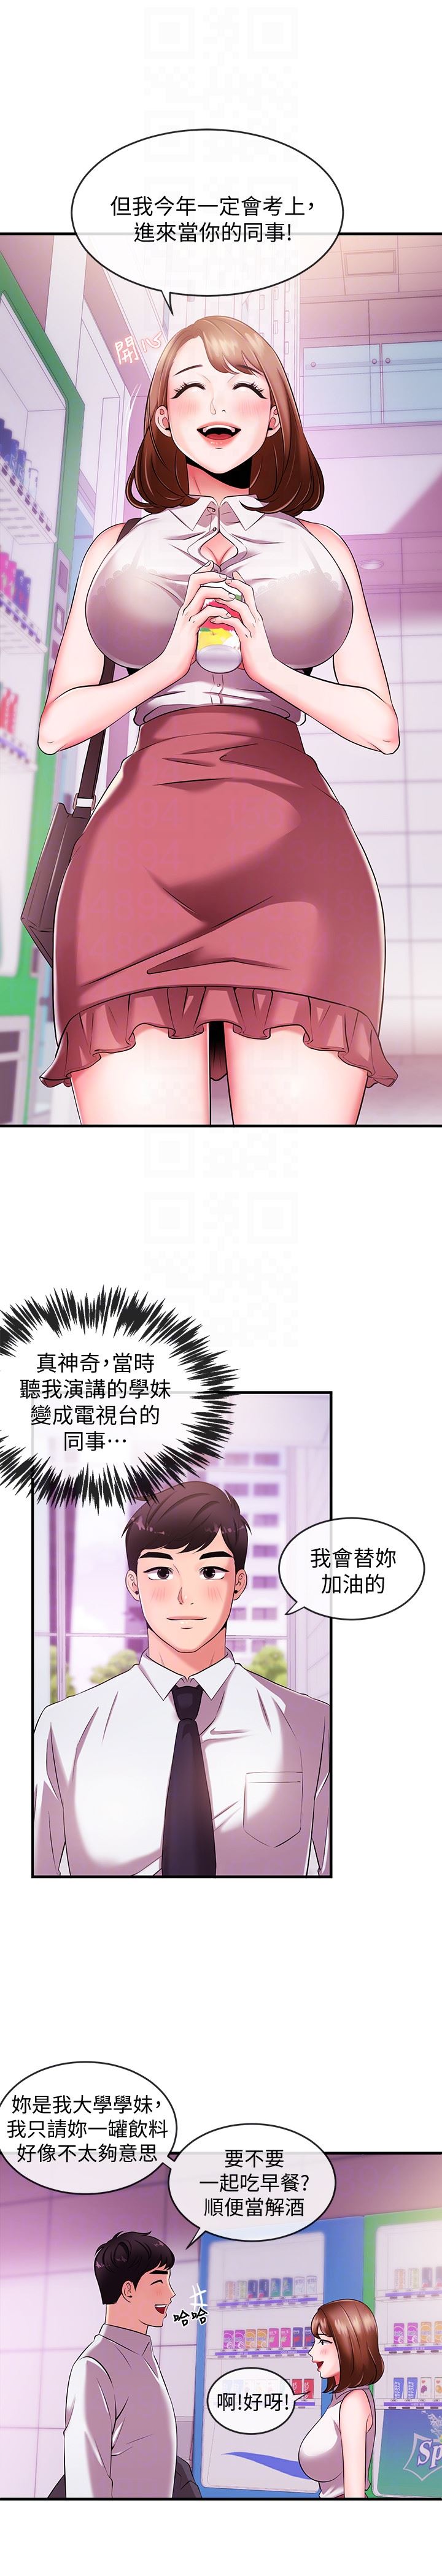 但我今年一定會考上，
進來當你的同事!
開心
真神奇，當時
聽我演講的學妹
變成電視台的
同事⋯
我會替妳
加油的
妳是我大學學妹，
我只請妳一罐飲料
好像不太夠意思
要不要
一起吃早餐?
順便當解酒
哈哈
啊!好呀!
Sp